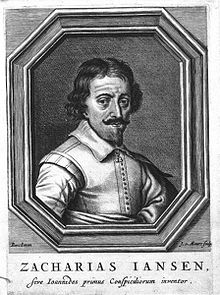 ZACHARIAS IANSEN,
sive Ioannides primus Conspiciliorum inventor.